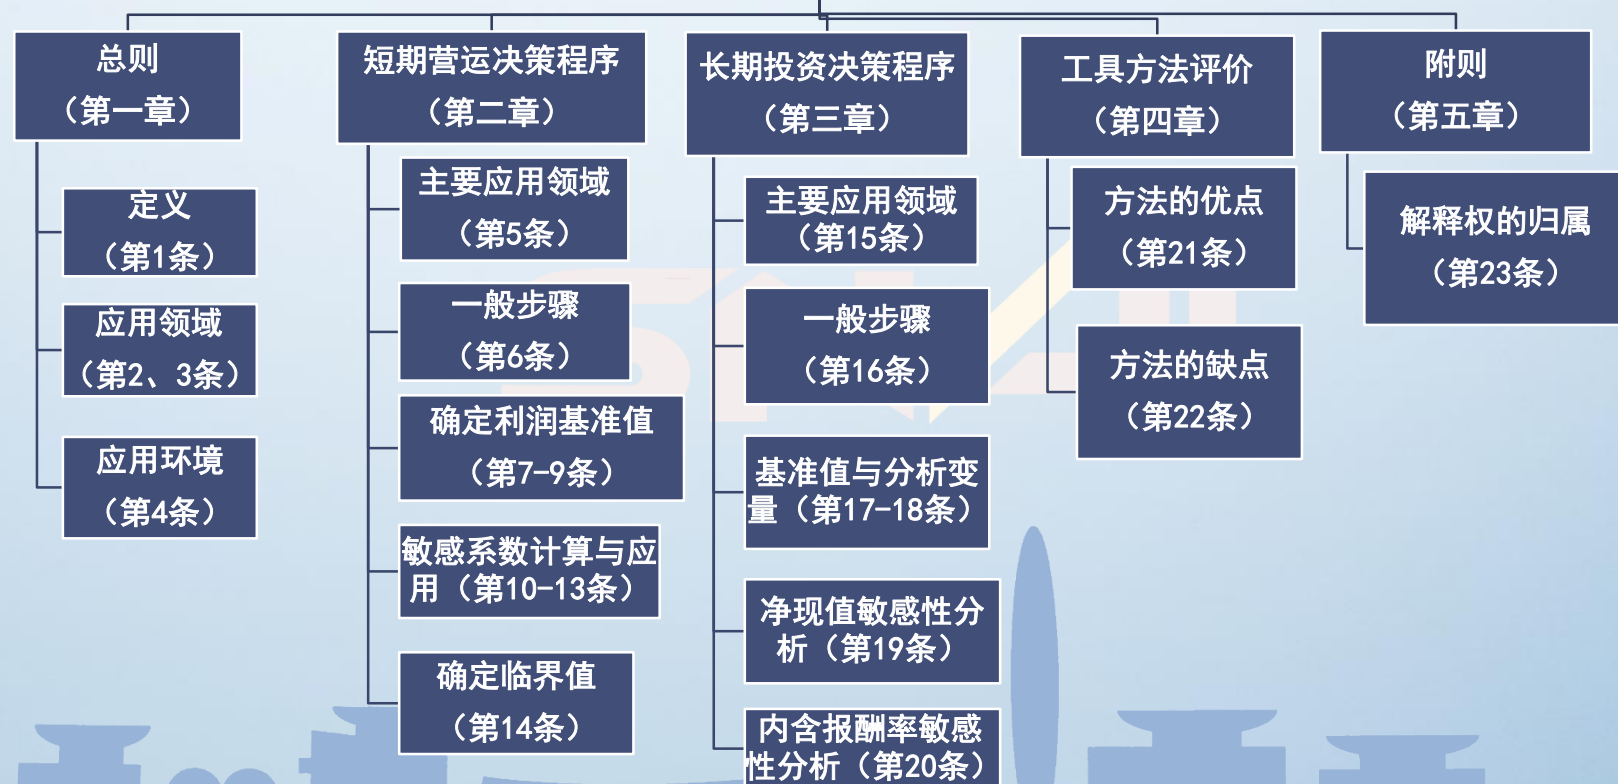 总则
（第一章）
定义
（第1条）
应用领域
（第2、3条）
应用环境
（第4条）
短期营运决策程序
（第二章）
主要应用领域
（第5条）
一般步骤
（第6条）
确定利润基准值
（第7-9条）
敏感系数计算与应
用（第10-13条）
确定临界值
（第14条）
长期投资决策程序
（第三章）
主要应用领域
（第15条）
一般步骤
（第16条）
基准值与分析变
量（第17-18条）
净现值敏感性分
析（第19条）
内含报酬率敏感
性分析（第20条）
工具方法评价
（第四章）
方法的优点
（第21条）
方法的缺点
（第22条）
附则
（第五章）
解释权的归属
（第23条）